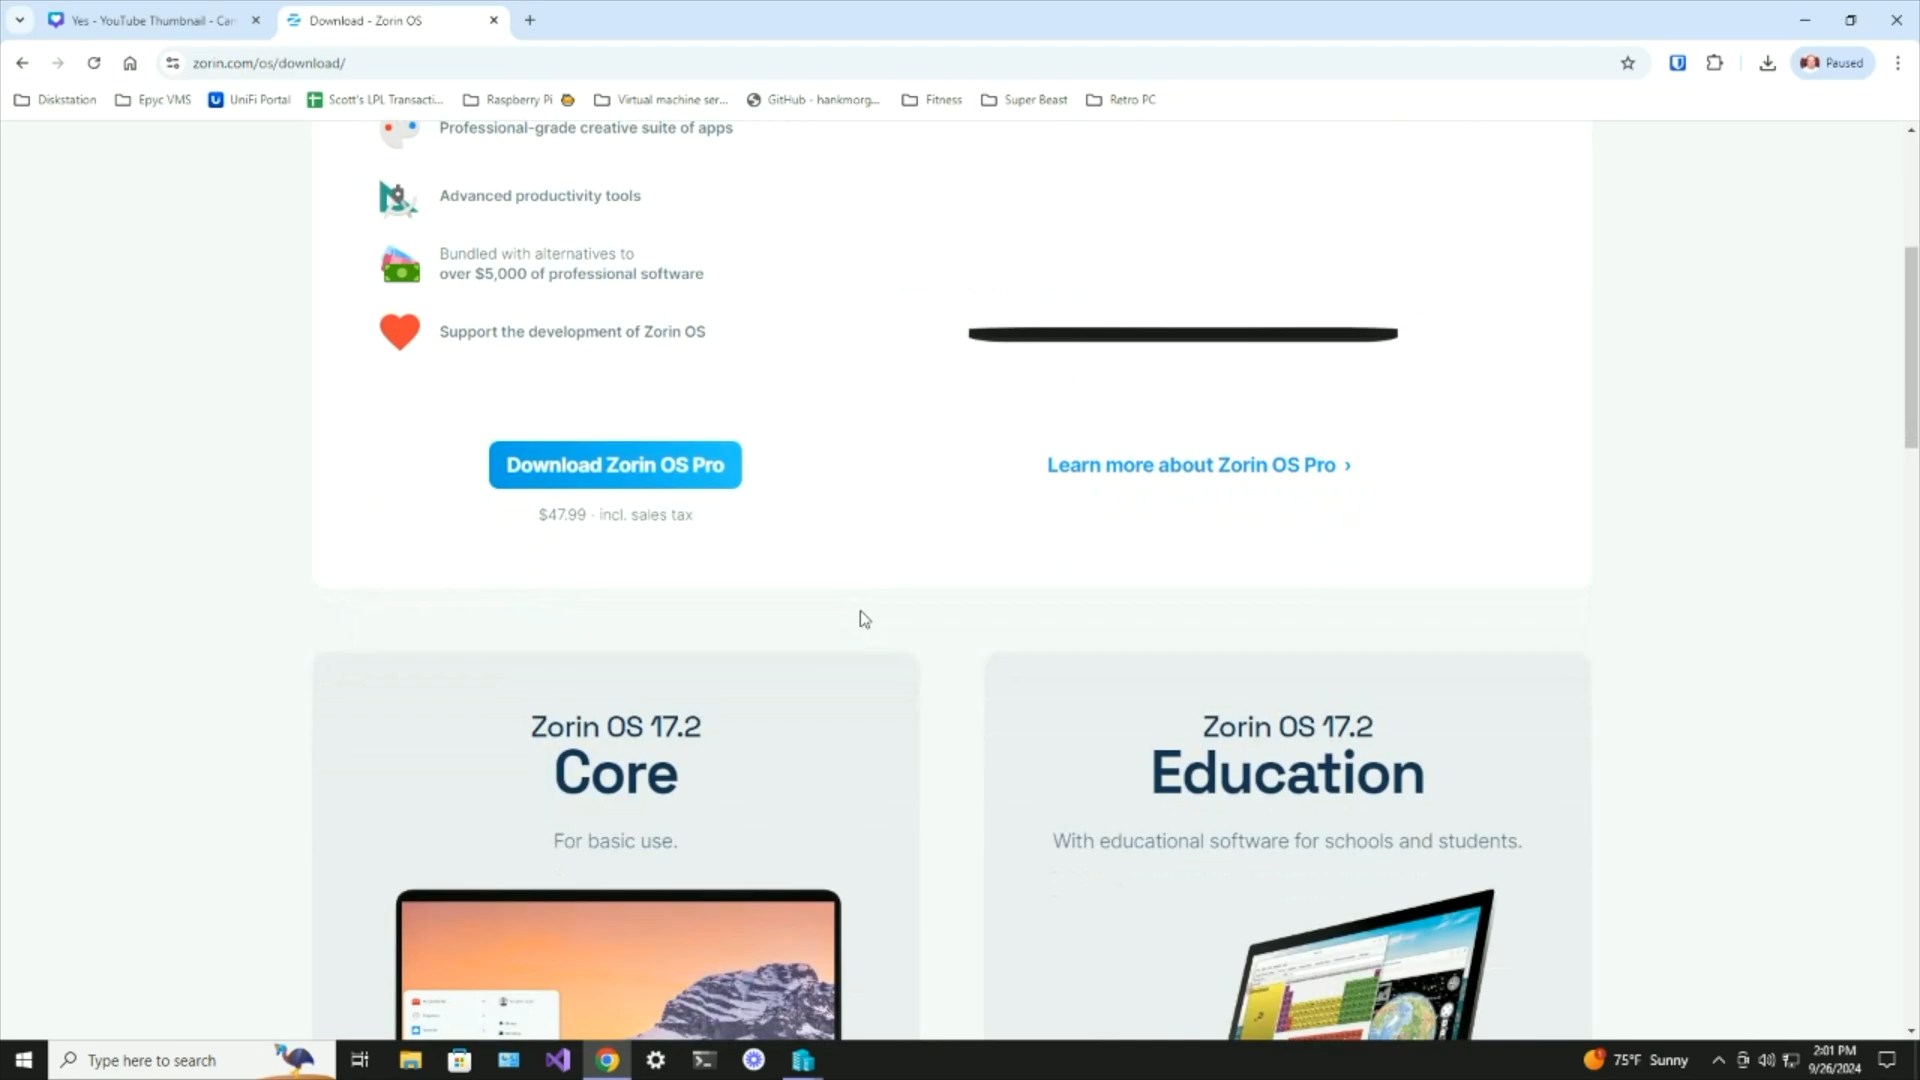 Yes - YouTube Thumbnail - Can
Download - Zorin OS
zorin.com/os/download/
Paused
Diskstation
Epyc VMS
UniFi Portal
Scott's LPL Transacti...
Raspberry Pi
Virtual machine ser...
GitHub - hankmorg...
Fitness
Super Beast
Retro PC
Professional-grade creative suite of apps
Advanced productivity tools
Bundled with alternatives to
over $5,000 of professional software
Support the development of Zorin OS
Download Zorin OS Pro
Learn more about Zorin OS Pro ›
$47.99 · incl. sales tax
Zorin OS 17.2
Core
For basic use.
Zorin OS 17.2
Education
With educational software for schools and students.
Type here to search
75°F Sunny
2:01 PM
9/26/2024